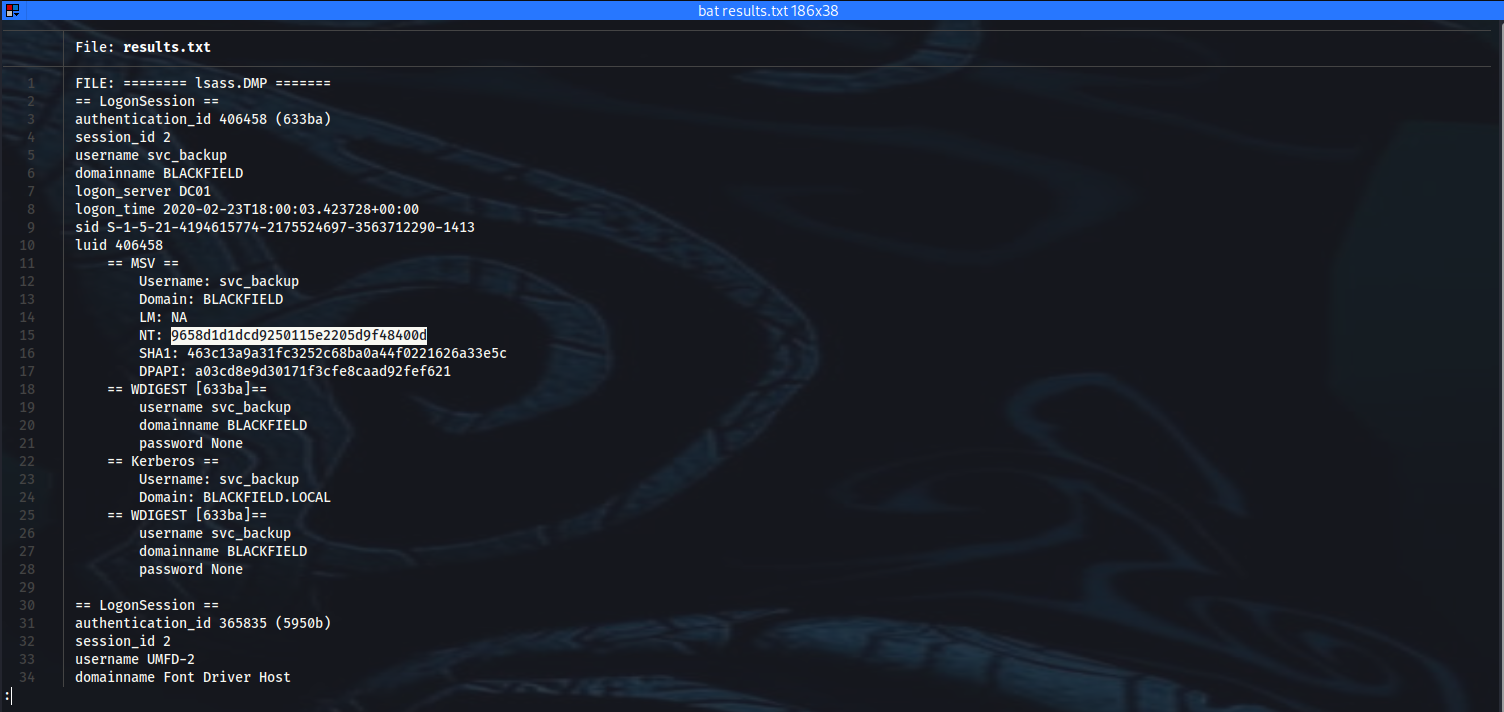 bat results.txt 186x38
File: results.txt
1 FILE: ======== lsass.DMP =======
2 == LogonSession ==
3 authentication_id 406458 (633ba)
4 session_id 2
5 username svc_backup
6 domainname BLACKFIELD
7 logon_server DC01
8 logon_time 2020-02-23T18:00:03.423728+00:00
9 sid S-1-5-21-4194615774-2175524697-3563712290-1413
10 luid 406458
11 == MSV ==
12 Username: svc_backup
13 Domain: BLACKFIELD
14 LM: NA
15 NT: 9658d1d1dcd9250115e2205d9f48400d
16 SHA1: 463c13a9a31fc3252c68ba0a44f0221626a33e5c
17 DPAPI: a03cd8e9d30171f3cfe8caad92fef621
18 == WDIGEST [633ba]==
19 username svc_backup
20 domainname BLACKFIELD
21 password None
22 == Kerberos ==
23 Username: svc_backup
24 Domain: BLACKFIELD.LOCAL
25 == WDIGEST [633ba]==
26 username svc_backup
27 domainname BLACKFIELD
28 password None
29
30 == LogonSession ==
31 authentication_id 365835 (5950b)
32 session_id 2
33 username UMFD-2
34 domainname Font Driver Host
: